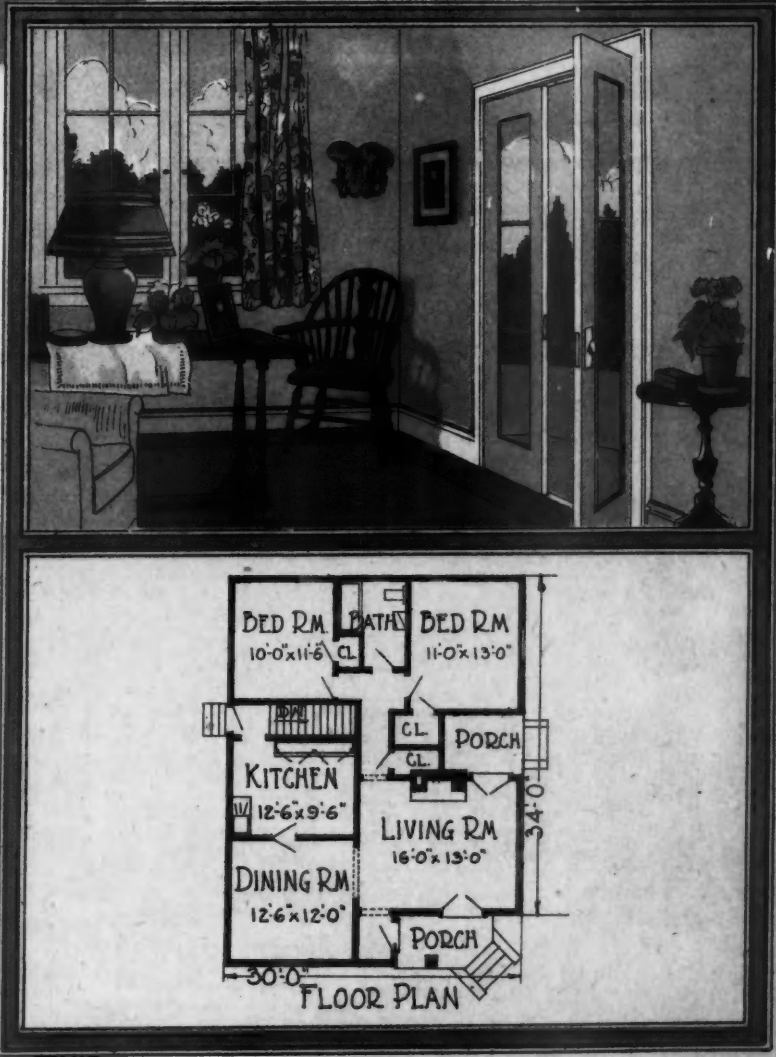 BED RM.
10'-0"x11'-6
CL
BATH
BED RM
11'-0"x13'-0"
DN
CL.
CL.
PORCH
KITCHEN
12'-6"x9'-6"
LIVING RM
16'-0"x13'-0"
34'-0"
DINING RM
12'-6"x12'-0"
PORCH
30'-0"
FLOOR PLAN